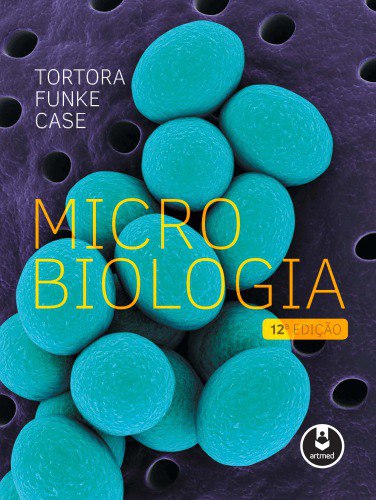 TORTORA
FUNKE
CASE
MICRO
BIOLOGIA
12ª EDIÇÃO
artmed